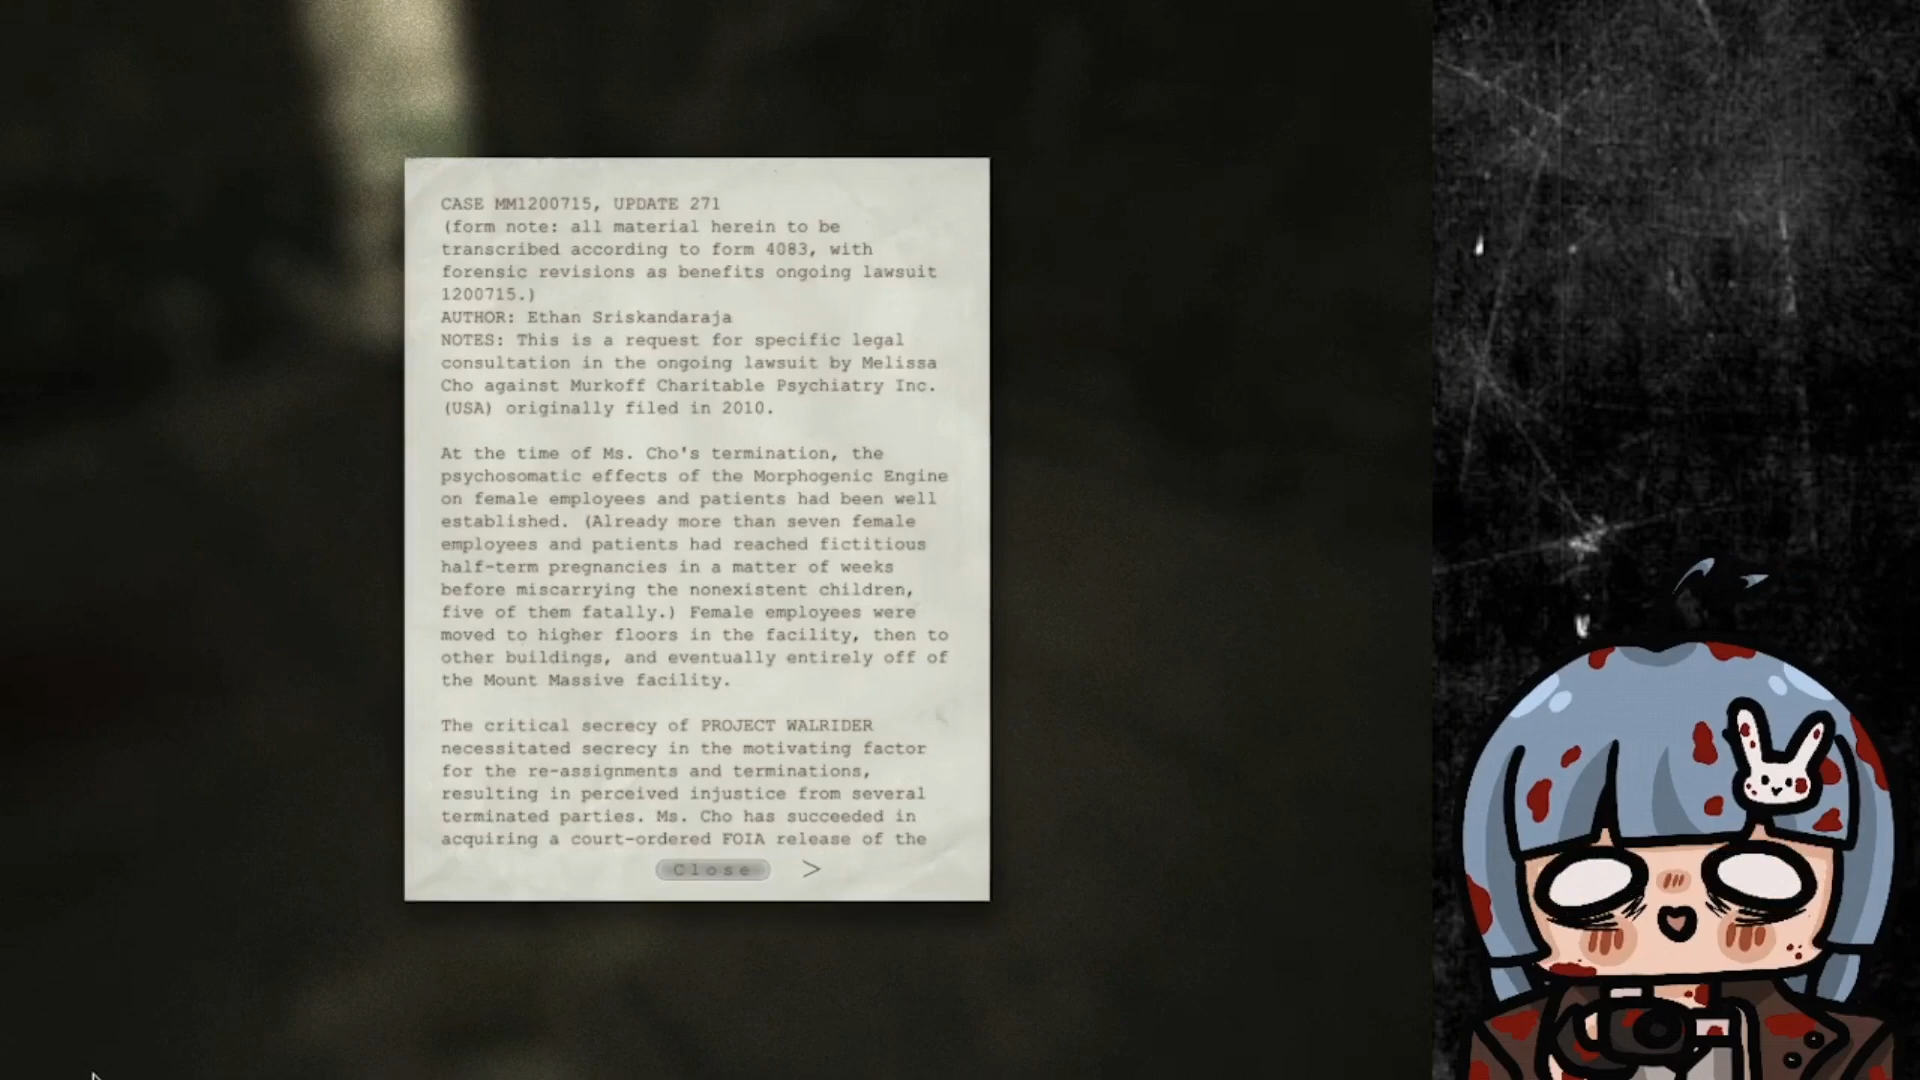 CASE MM1200715, UPDATE 271
(form note: all material herein to be
transcribed according to form 4083, with
forensic revisions as benefits ongoing lawsuit
1200715.)
AUTHOR: Ethan Sriskandaraja
NOTES: This is a request for specific legal
consultation in the ongoing lawsuit by Melissa
Cho against Murkoff Charitable Psychiatry Inc.
(USA) originally filed in 2010.
At the time of Ms. Cho's termination, the
psychosomatic effects of the Morphogenic Engine
on female employees and patients had been well
established. (Already more than seven female
employees and patients had reached fictitious
half-term pregnancies in a matter of weeks
before miscarrying the nonexistent children,
five of them fatally.) Female employees were
moved to higher floors in the facility, then to
other buildings, and eventually entirely off of
the Mount Massive facility.
The critical secrecy of PROJECT WALRIDER
necessitated secrecy in the motivating factor
for the re-assignments and terminations,
resulting in perceived injustice from several
terminated parties. Ms. Cho has succeeded in
acquiring a court-ordered FOIA release of the
Close >